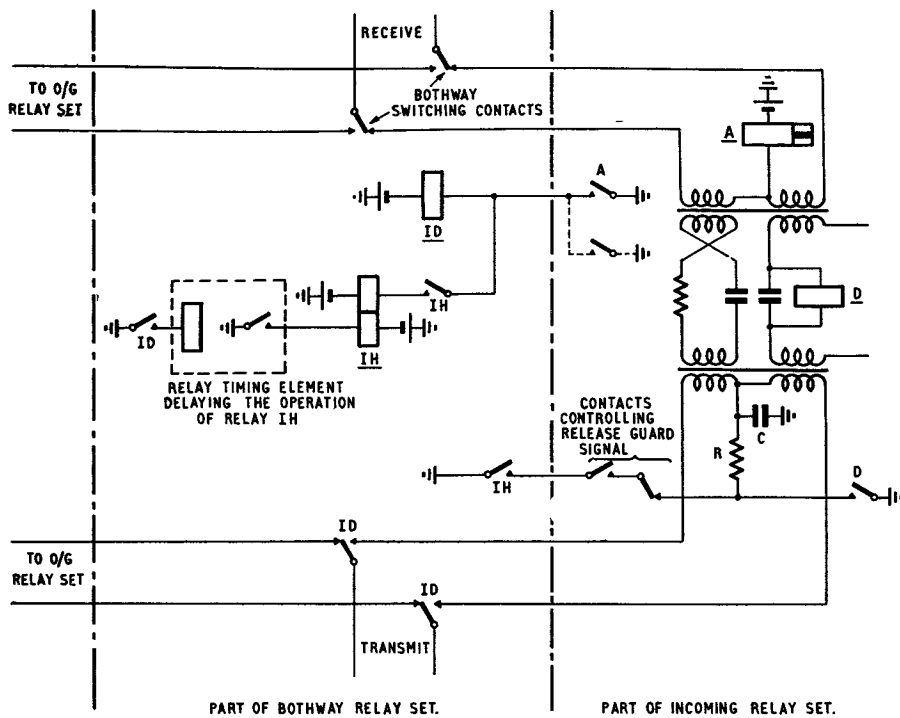 RECEIVE
TO O/G
RELAY SET
BOTHWAY
SWITCHING CONTACTS
A
A
ID
IH
D
ID
IH
RELAY TIMING ELEMENT
DELAYING THE OPERATION
OF RELAY IH
CONTACTS
CONTROLLING
RELEASE GUARD
SIGNAL
C
R
IH
D
ID
TO O/G
RELAY SET
ID
TRANSMIT
PART OF BOTHWAY RELAY SET.
PART OF INCOMING RELAY SET.